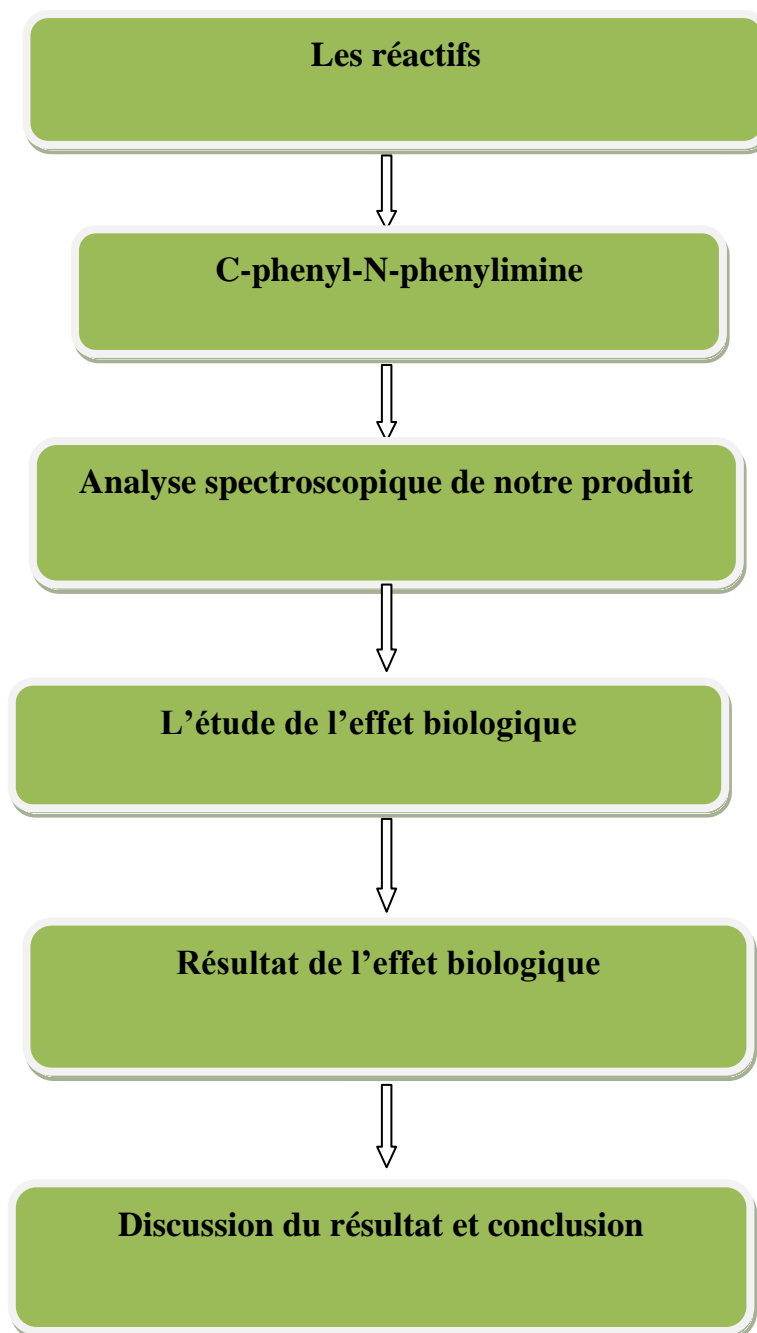 Les réactifs
C-phenyl-N-phenylimine
Analyse spectroscopique de notre produit
L’étude de l’effet biologique
Résultat de l’effet biologique
Discussion du résultat et conclusion